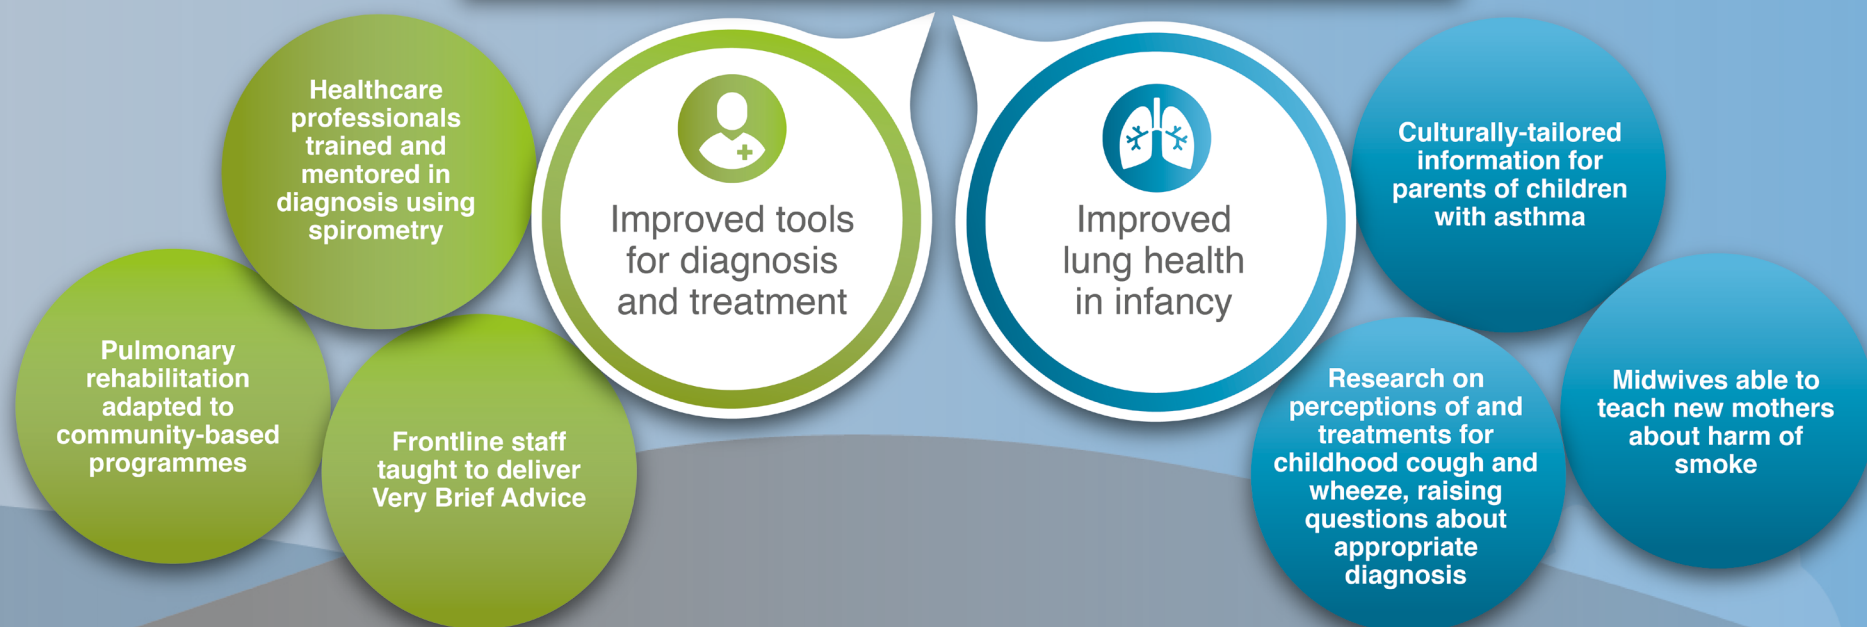 Healthcare
professionals
trained and
mentored in
diagnosis using
spirometry
Pulmonary
rehabilitation
adapted to
community-based
programmes
Frontline staff
taught to deliver
Very Brief Advice
Improved tools
for diagnosis
and treatment
Improved
lung health
in infancy
Culturally-tailored
information for
parents of children
with asthma
Research on
perceptions of and
treatments for
childhood cough and
wheeze, raising
questions about
appropriate
diagnosis
Midwives able to
teach new mothers
about harm of
smoke